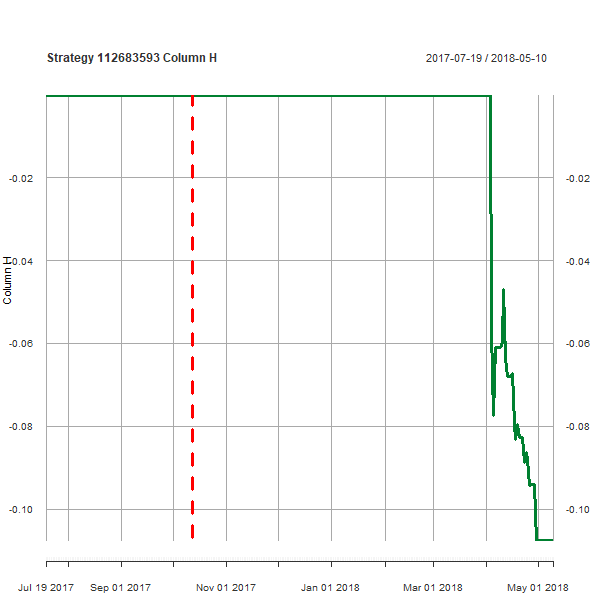 Strategy 112683593 Column H
2017-07-19 / 2018-05-10
Column H
-0.02
-0.04
-0.06
-0.08
-0.10
-0.02
-0.04
-0.06
-0.08
-0.10
Jul 19 2017
Sep 01 2017
Nov 01 2017
Jan 01 2018
Mar 01 2018
May 01 2018